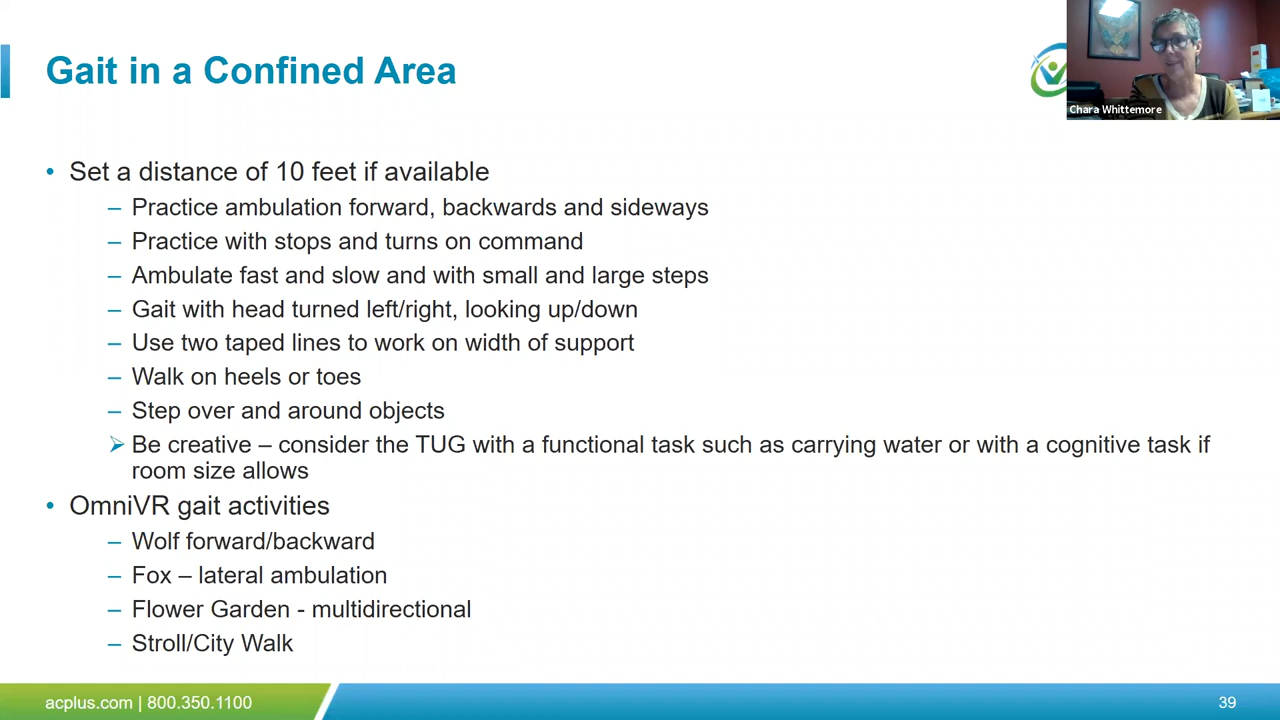 Gait in a Confined Area
Chara Whittemore
• Set a distance of 10 feet if available
– Practice ambulation forward, backwards and sideways
– Practice with stops and turns on command
– Ambulate fast and slow and with small and large steps
– Gait with head turned left/right, looking up/down
– Use two taped lines to work on width of support
– Walk on heels or toes
– Step over and around objects
➢ Be creative – consider the TUG with a functional task such as carrying water or with a cognitive task if
room size allows
• OmniVR gait activities
– Wolf forward/backward
– Fox – lateral ambulation
– Flower Garden - multidirectional
– Stroll/City Walk
acplus.com | 800.350.1100
39